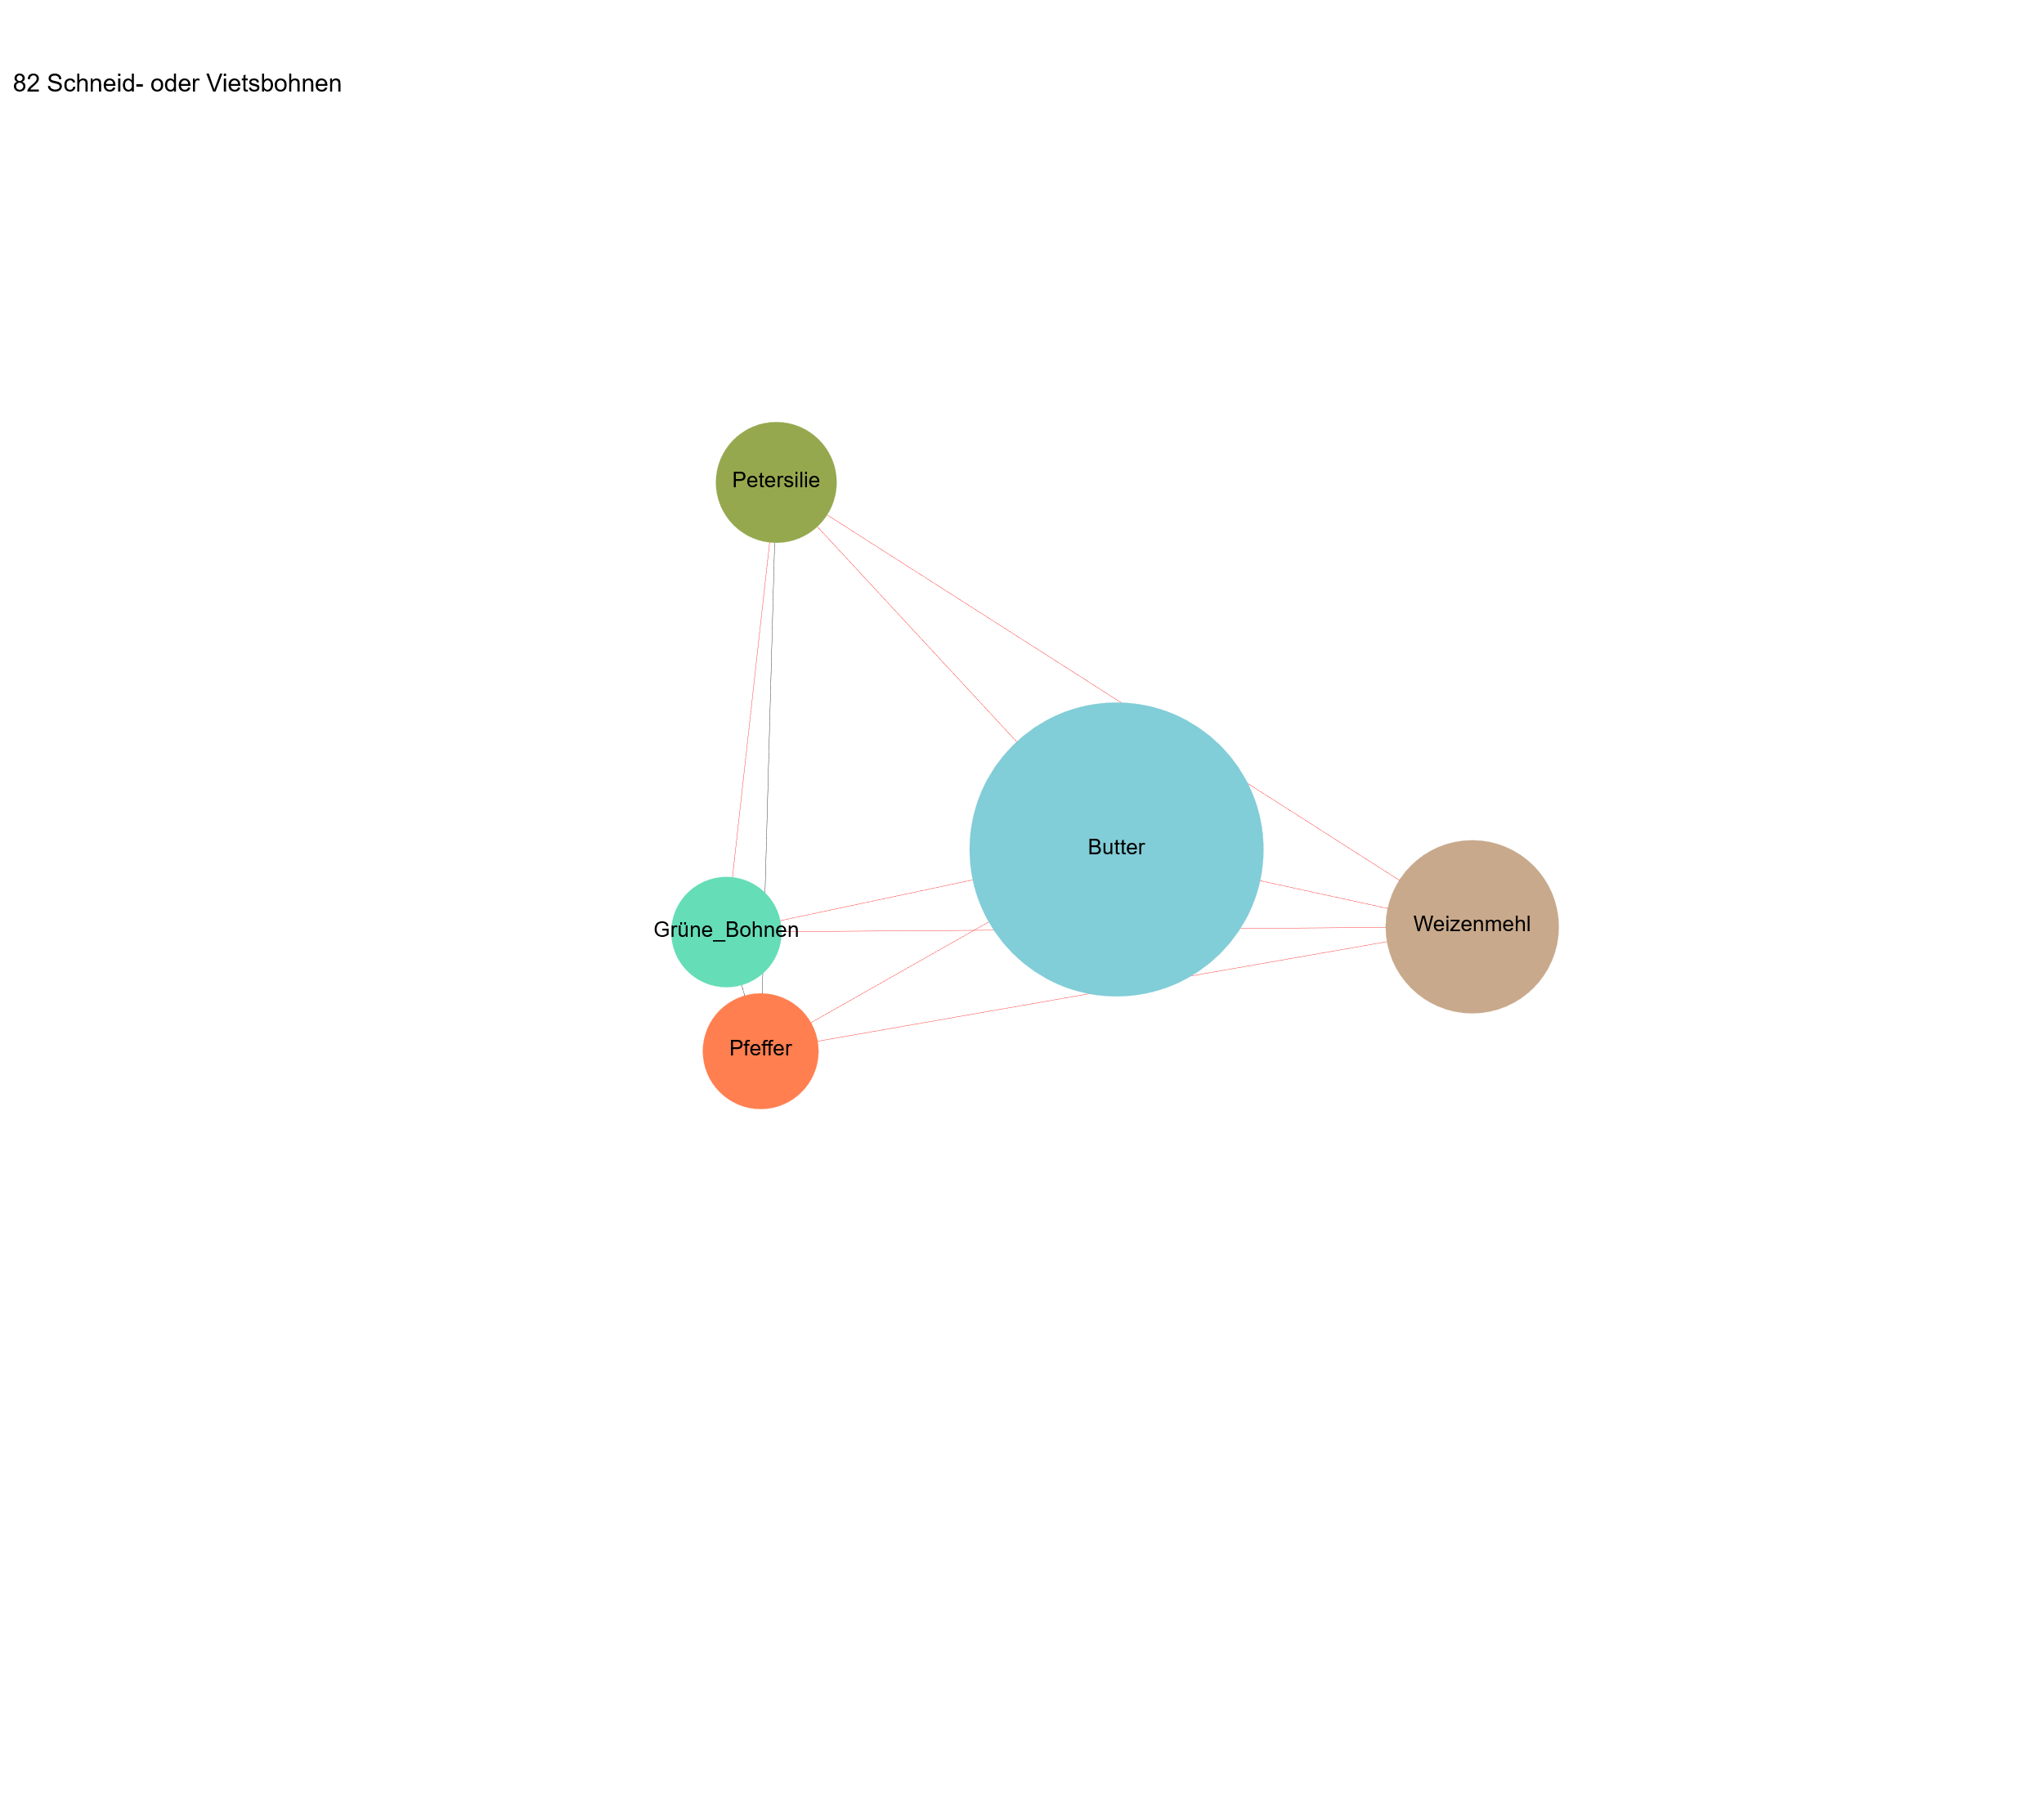 82 Schneid- oder Vietsbohnen
Petersilie
Butter
Weizenmehl
Grüne_Bohnen
Pfeffer